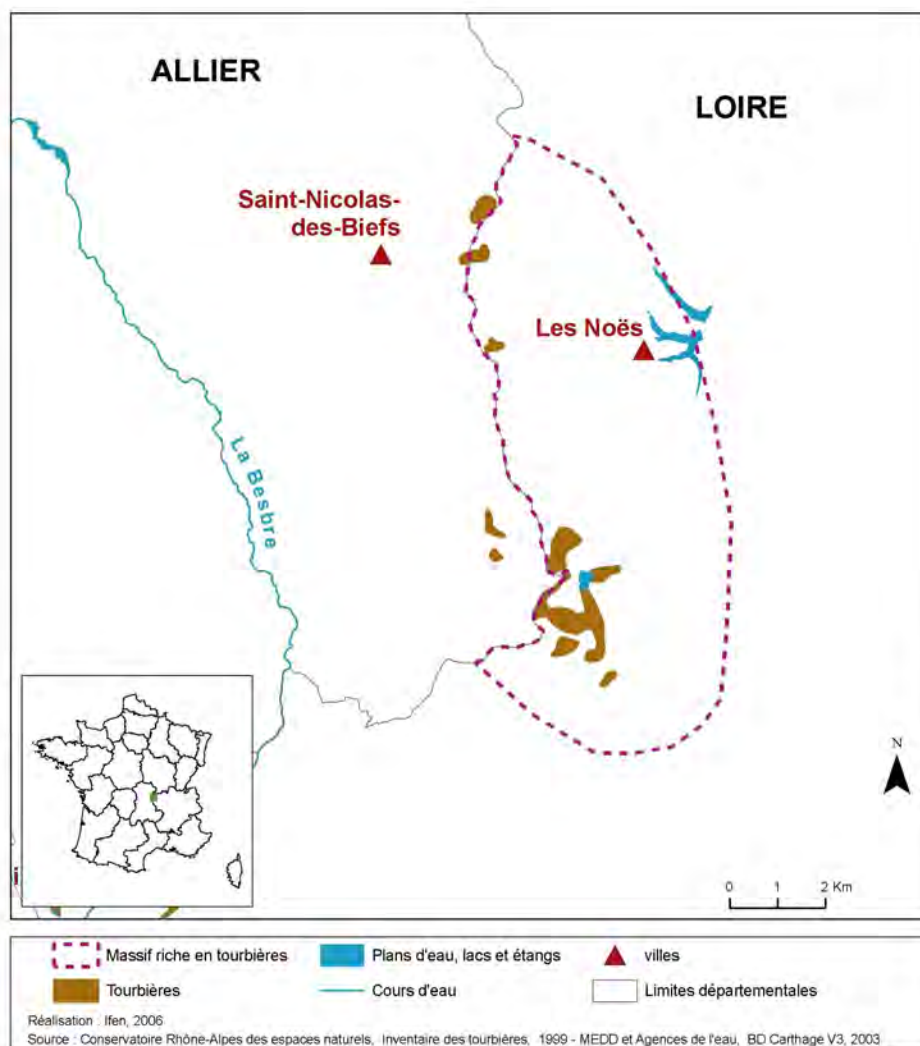 ALLIER
LOIRE
Saint-Nicolas-
des-Biefs
Les Noës
La Besbre
N
0 1 2 Km
Massif riche en tourbières
Plans d'eau, lacs et étangs
villes
Tourbières
Cours d'eau
Limites départementales
Réalisation : Ifen, 2006
Source : Conservatoire Rhône-Alpes des espaces naturels, Inventaire des tourbières, 1999 - MEDD et Agences de l'eau, BD Carthage V3, 2003